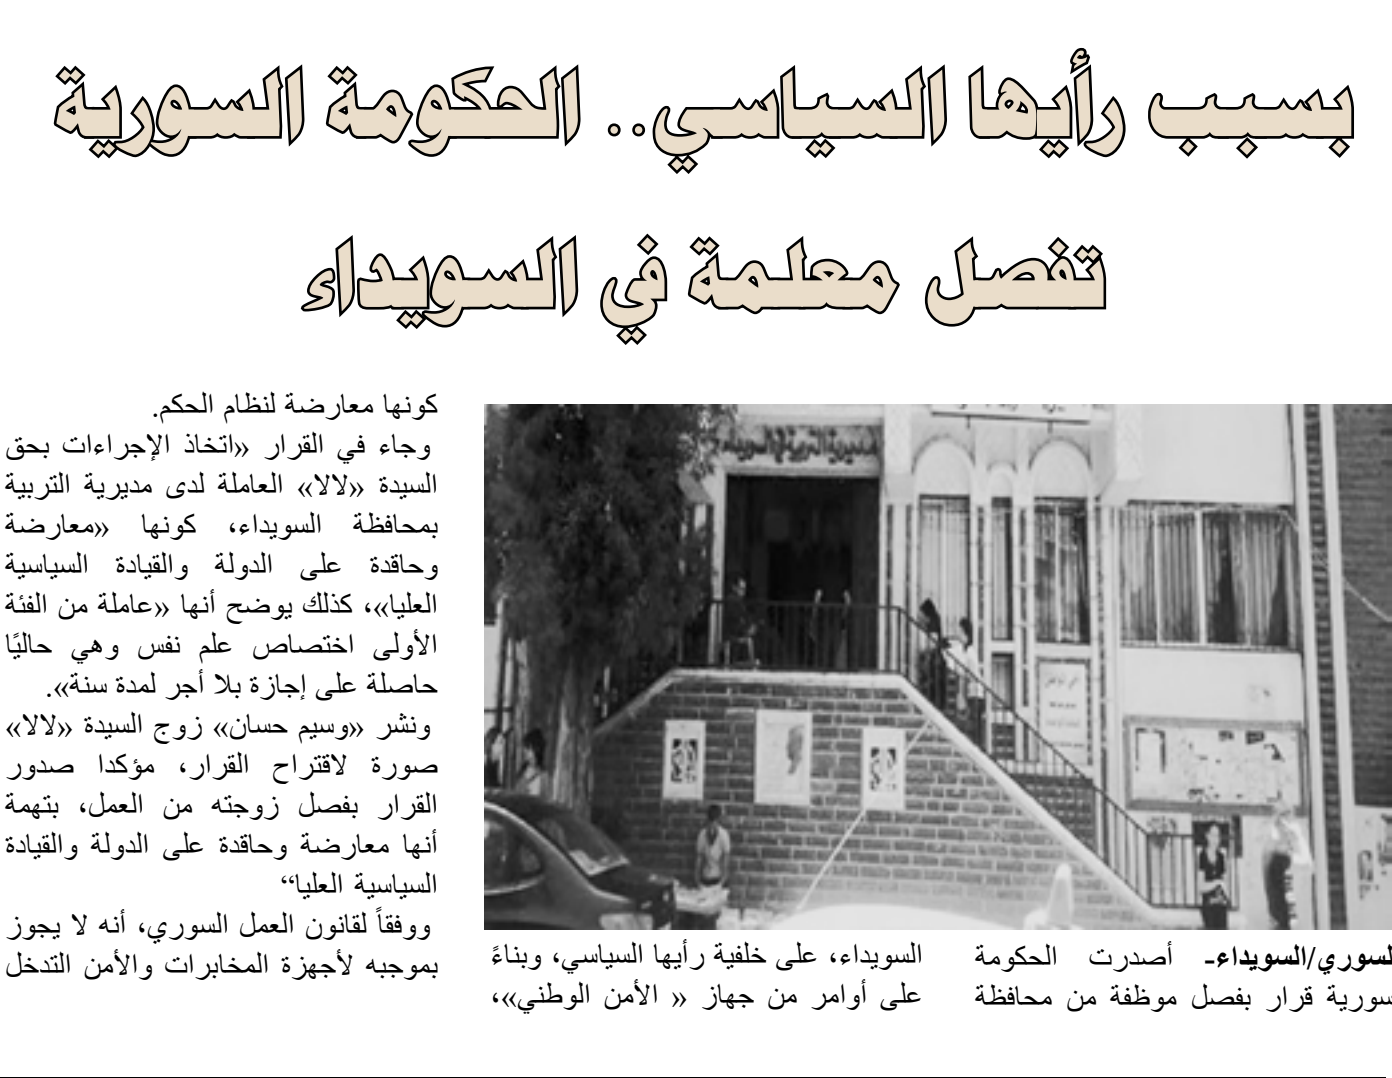 بسبب رأيها السياسي.. الحكومة السورية
تفصل معلمة في السويداء
مديرية التربية في السويداء
لسوري/السويداء- أصدرت الحكومة
سورية قرار بفصل موظفة من محافظة
السويداء، على خلفية رأيها السياسي، وبناءً
على أوامر من جهاز « الأمن الوطني»،
كونها معارضة لنظام الحكم.
وجاء في القرار «اتخاذ الإجراءات بحق
السيدة «لالا» العاملة لدى مديرية التربية
بمحافظة السويداء، كونها «معارضة
وحاقدة على الدولة والقيادة السياسية
العليا»، كذلك يوضح أنها «عاملة من الفئة
الأولى اختصاص علم نفس وهي حاليًا
حاصلة على إجازة بلا أجر لمدة سنة».
ونشر «وسيم حسان» زوج السيدة «لالا»
صورة لاقتراح القرار، مؤكدا صدور
القرار بفصل زوجته من العمل، بتهمة
أنها معارضة وحاقدة على الدولة والقيادة
السياسية العليا“
ووفقاً لقانون العمل السوري، أنه لا يجوز
بموجبه لأجهزة المخابرات والأمن التدخل